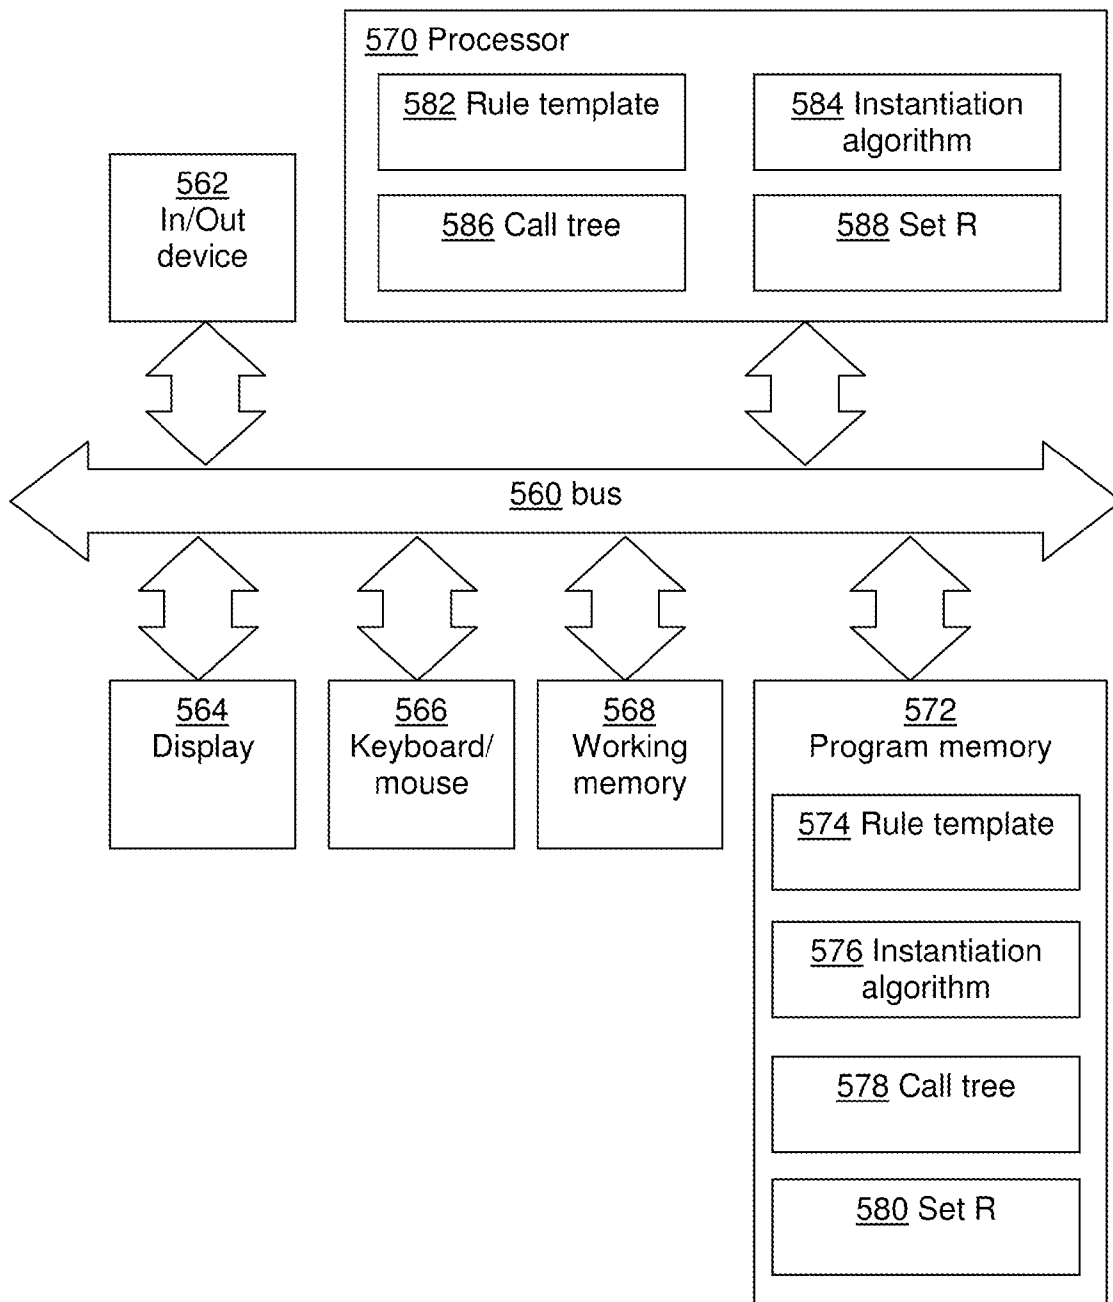 570 Processor
582 Rule template
584 Instantiation
algorithm
586 Call tree
588 Set R
562
In/Out
device
560 bus
564
Display
566
Keyboard/
mouse
568
Working
memory
572
Program memory
574 Rule template
576 Instantiation
algorithm
578 Call tree
580 Set R